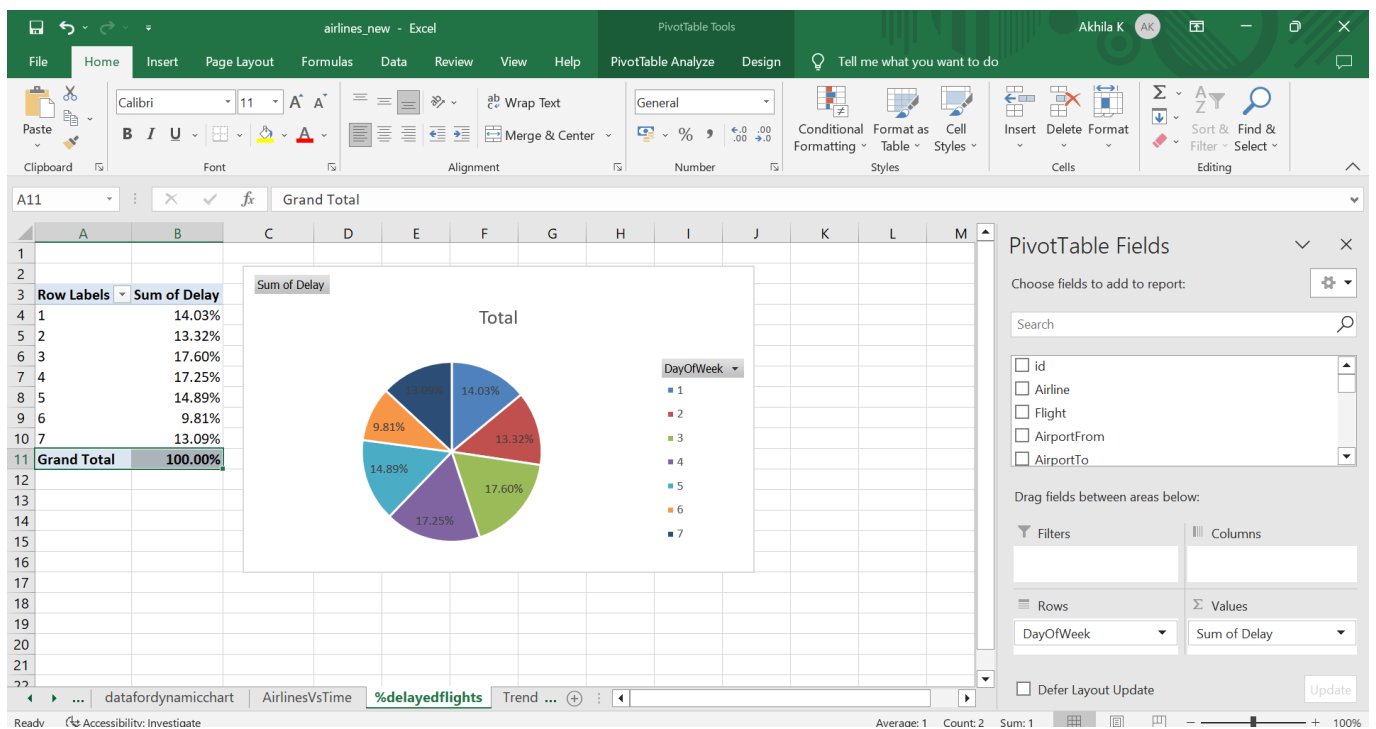 airlines_new - Excel
PivotTable Tools
Akhila K AK
File Home Insert Page Layout Formulas Data Review View Help PivotTable Analyze Design Tell me what you want to do
Paste
Calibri 11 A A
B I U A
ab Wrap Text
Merge & Center
General
% .00
Conditional Formatting
Format as Table
Cell Styles
Insert Delete Format
Sort & Filter
Find & Select
Clipboard Font Alignment Number Styles Cells Editing
A11 fx Grand Total
A B C D E F G H I J K L M
1
2
3 Row Labels Sum of Delay
4 1 14.03%
5 2 13.32%
6 3 17.60%
7 4 17.25%
8 5 14.89%
9 6 9.81%
10 7 13.09%
11 Grand Total 100.00%
12
13
14
15
16
17
18
19
20
21
22
Sum of Delay
Total
13.09% 14.03%
9.81% 13.32%
14.89% 17.60%
17.25%
DayOfWeek
1
2
3
4
5
6
7
PivotTable Fields
Choose fields to add to report:
Search
id
Airline
Flight
AirportFrom
AirportTo
Drag fields between areas below:
Filters Columns
Rows Σ Values
DayOfWeek Sum of Delay
Defer Layout Update Update
... datafordynamicchart AirlinesVsTime %delayedflights Trend ...
Ready Accessibility: Investigate Average: 1 Count: 2 Sum: 1 100%